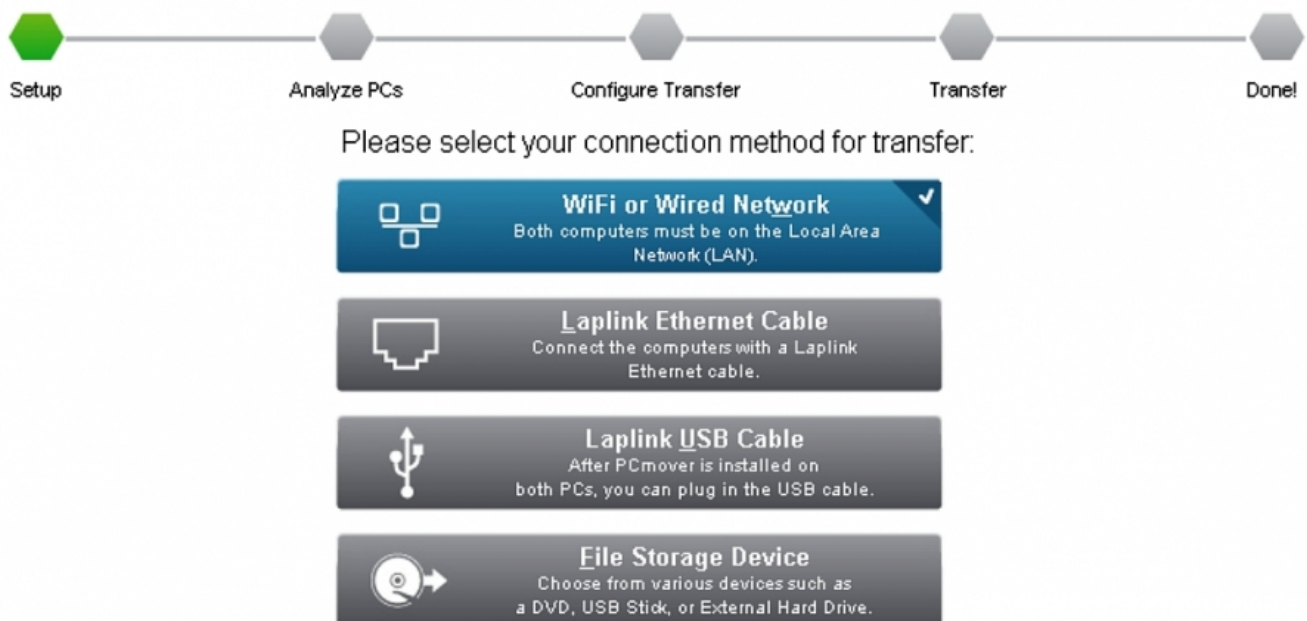 Setup
Analyze PCs
Configure Transfer
Transfer
Done!
Please select your connection method for transfer:
WiFi or Wired Network
Both computers must be on the Local Area
Network (LAN).
Laplink Ethernet Cable
Connect the computers with a Laplink
Ethernet cable.
Laplink USB Cable
After PCmover is installed on
both PCs, you can plug in the USB cable.
File Storage Device
Choose from various devices such as
a DVD, USB Stick, or External Hard Drive.